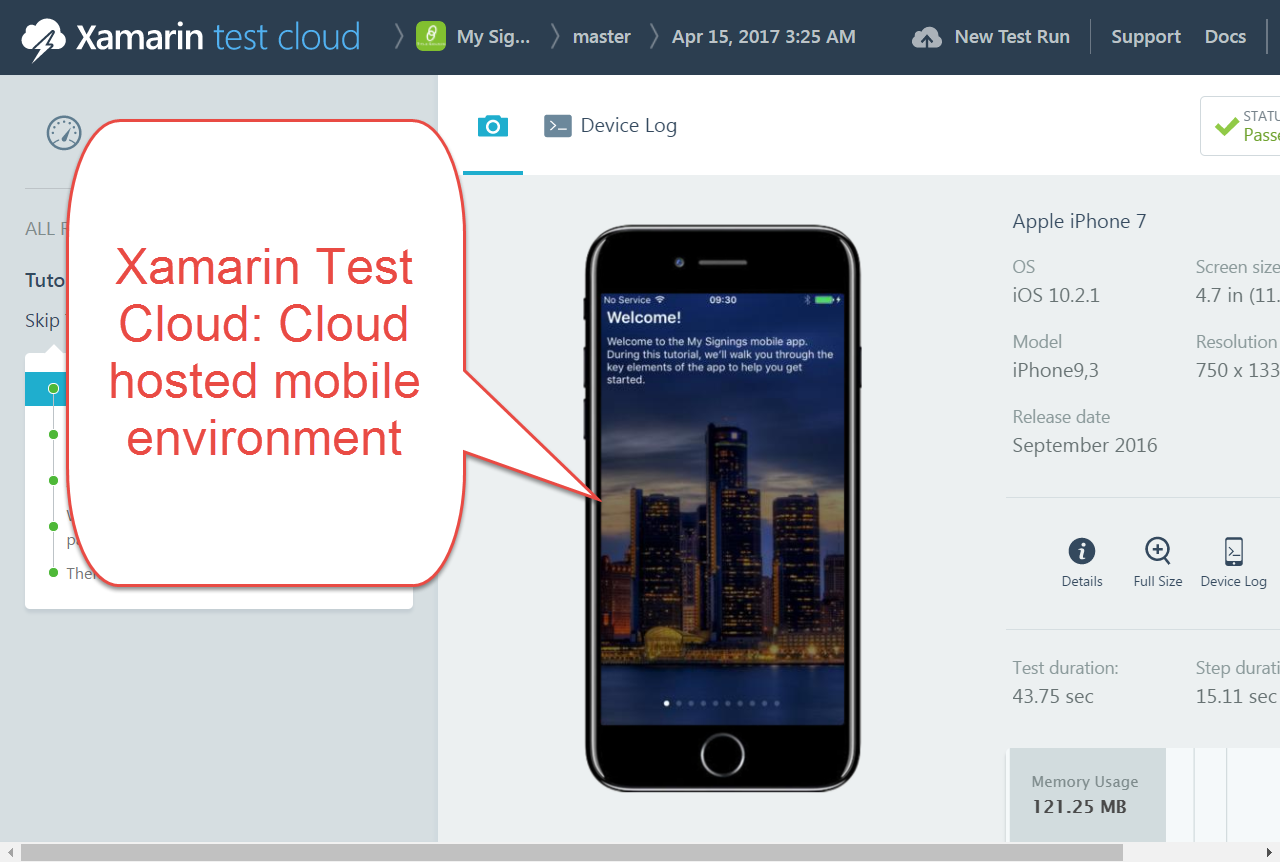 Xamarin test cloud
My Sig...
master
Apr 15, 2017 3:25 AM
New Test Run
Support
Docs
Device Log
ALL
Tuto
Skip
The
Xamarin Test
Cloud: Cloud
hosted mobile
environment
No Service
09:30
Welcome!
Welcome to the My Signings mobile app.
During this tutorial, we'll walk you through the
key elements of the app to help you get
started.
STATU
Passe
Apple iPhone 7
OS
Screen size
iOS 10.2.1
4.7 in (11.
Model
Resolution
iPhone9,3
750 x 133
Release date
September 2016
Details
Full Size
Device Log
Test duration:
Step durati
43.75 sec
15.11 sec
Memory Usage
121.25 MB